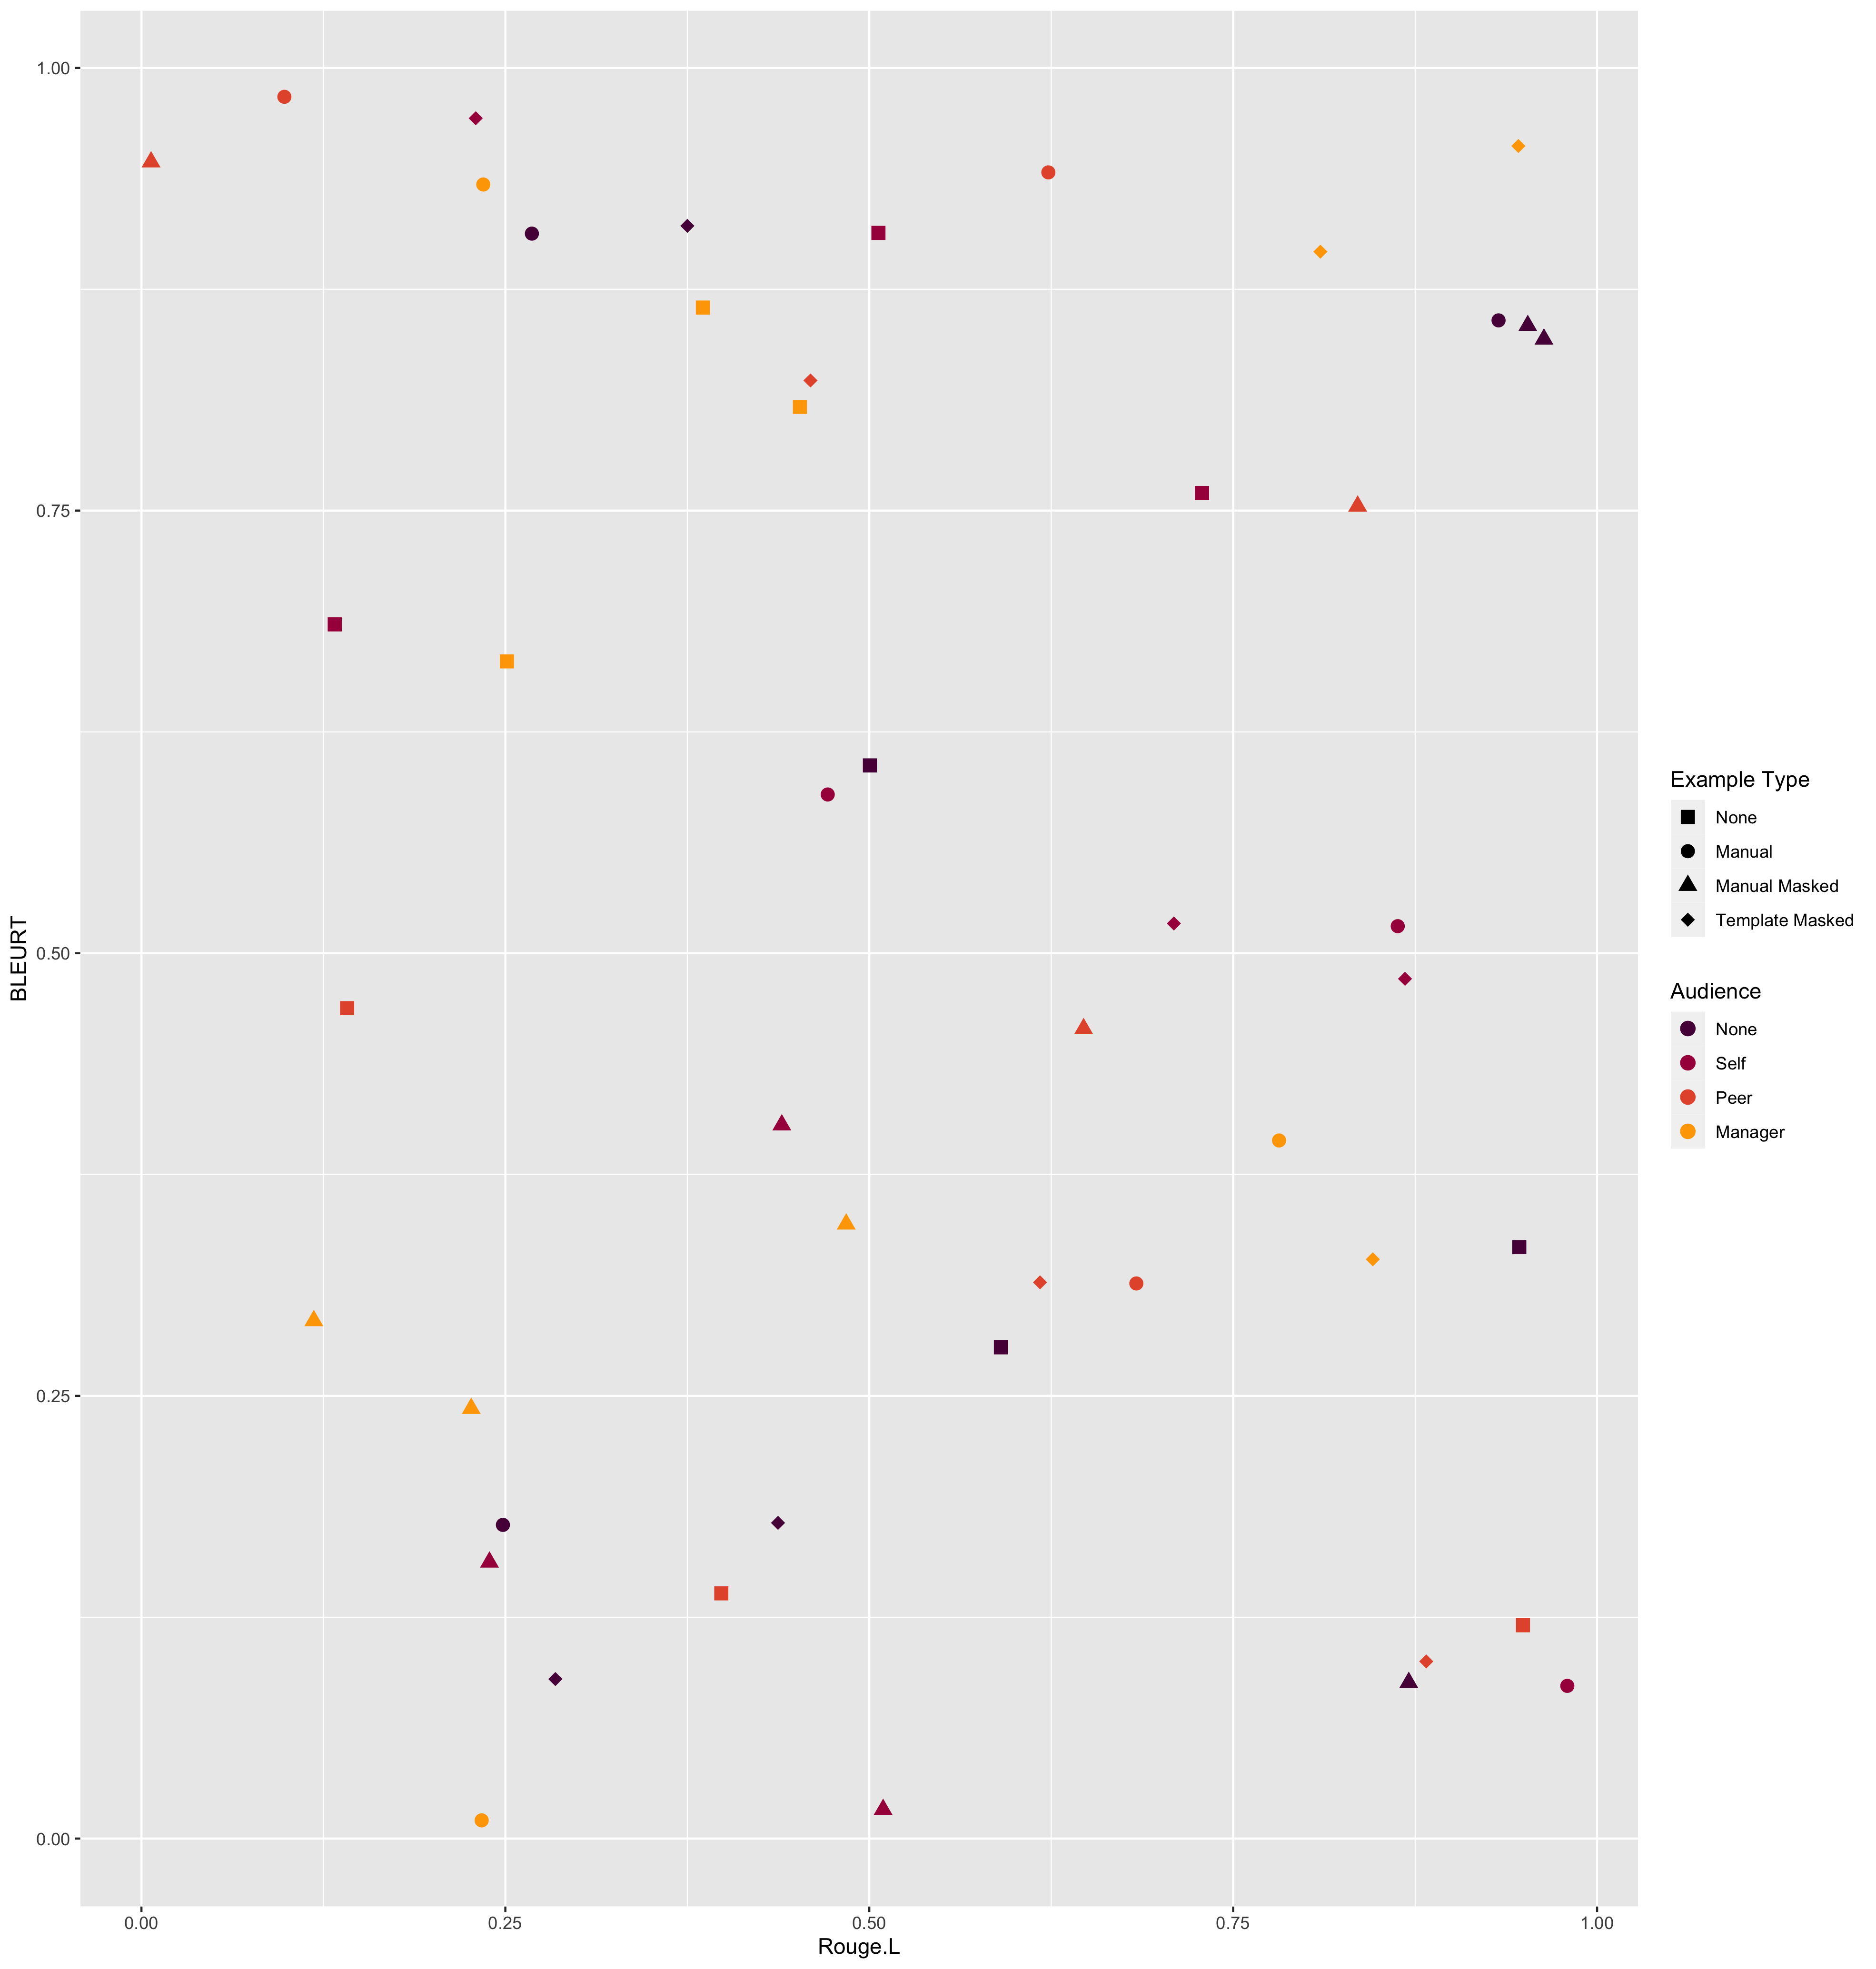 1.00
0.75
0.50
0.25
0.00
BLEURT
0.00
0.25
0.50
0.75
1.00
Rouge.L
Example Type
None
Manual
Manual Masked
Template Masked
Audience
None
Self
Peer
Manager